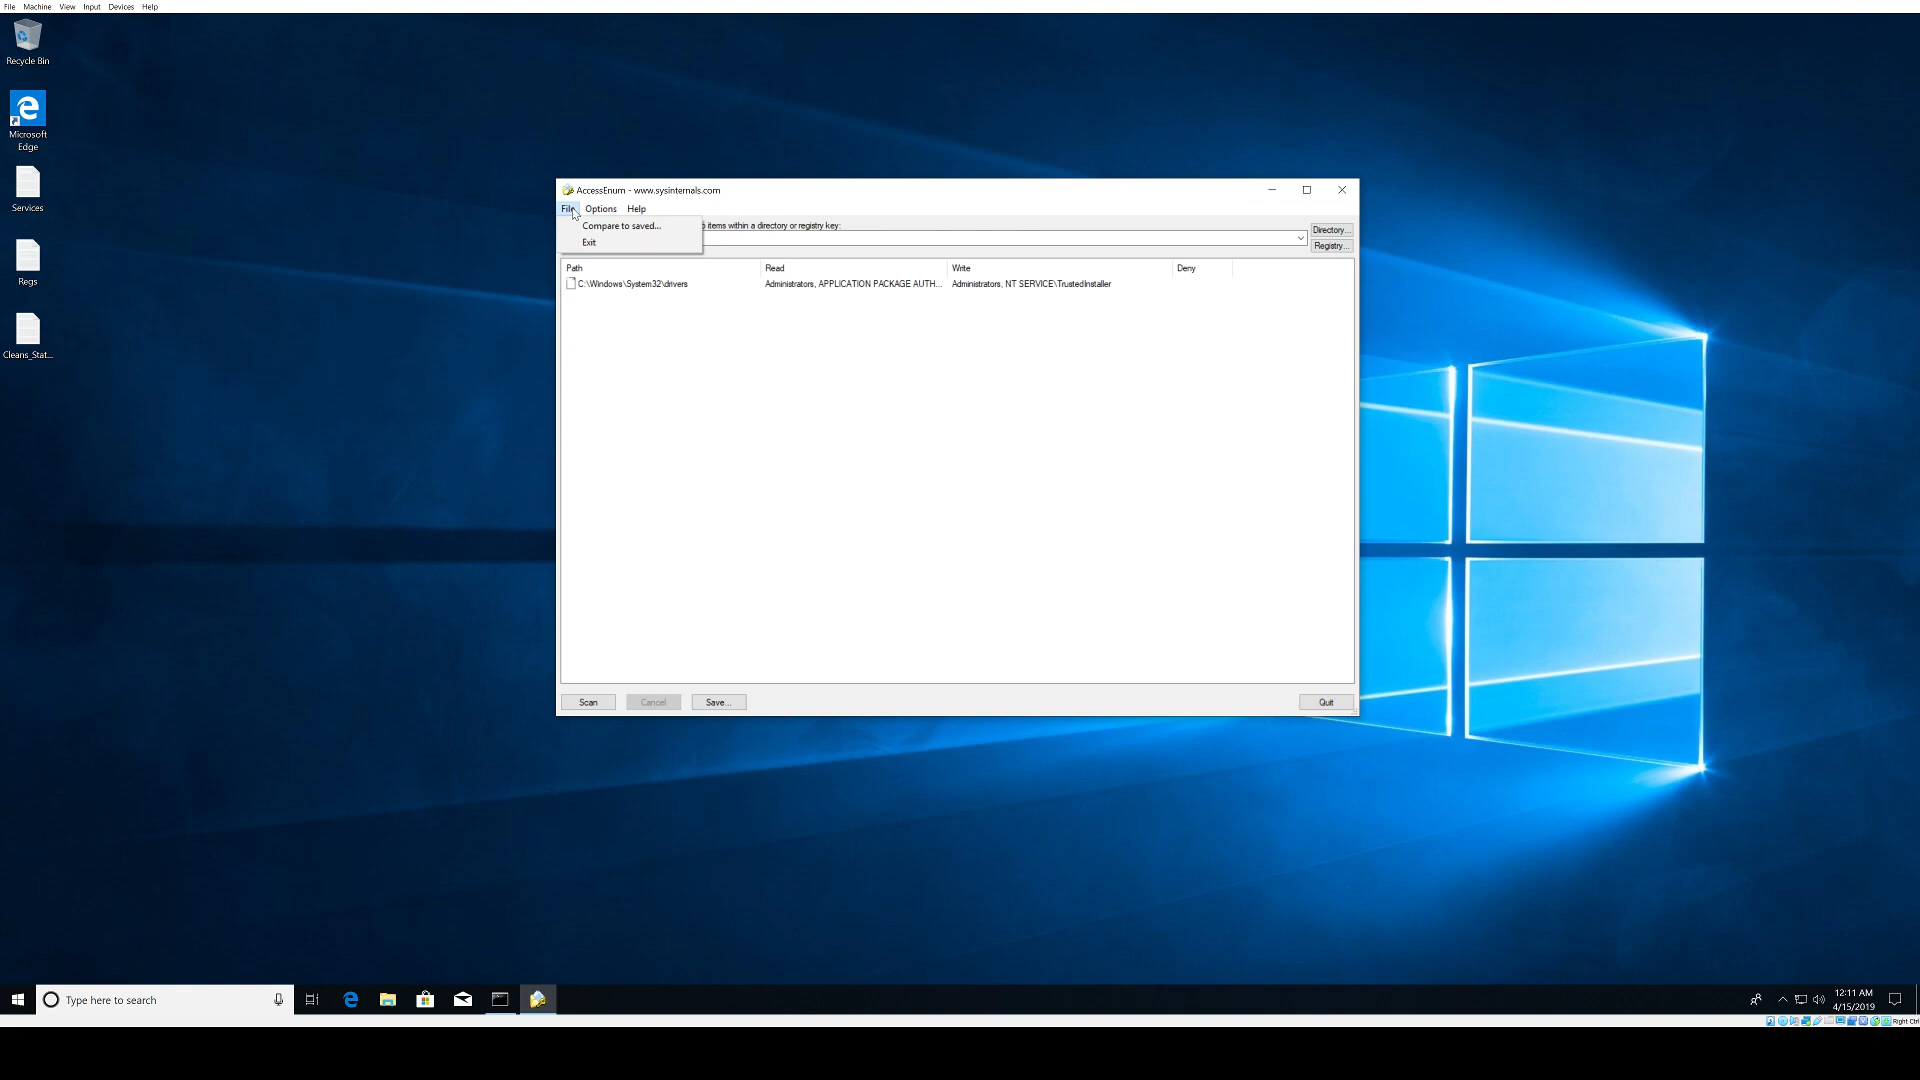 File Machine View Input Devices Help
Recycle Bin
Microsoft
Edge
Services
Regs
Cleans_Stat...
AccessEnum - www.sysinternals.com
File Options Help
items within a directory or registry key:
Compare to saved...
Exit
Directory...
Registry...
Path Read Write Deny
C:\Windows\System32\drivers Administrators, APPLICATION PACKAGE AUTH... Administrators, NT SERVICE\TrustedInstaller
Scan Cancel Save... Quit
Type here to search
12:11 AM
4/15/2019
Right Ctrl